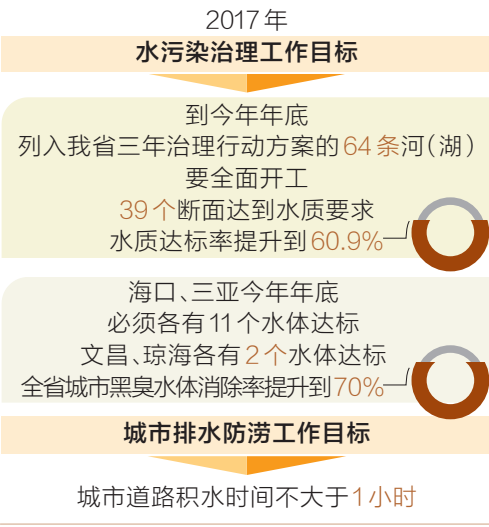 2017年
水污染治理工作目标
到今年年底
列入我省三年治理行动方案的64条河(湖)
要全面开工
39个断面达到水质要求
水质达标率提升到60.9%
海口、三亚今年年底
必须各有11个水体达标
文昌、琼海各有2个水体达标
全省城市黑臭水体消除率提升到70%
城市排水防涝工作目标
城市道路积水时间不大于1小时